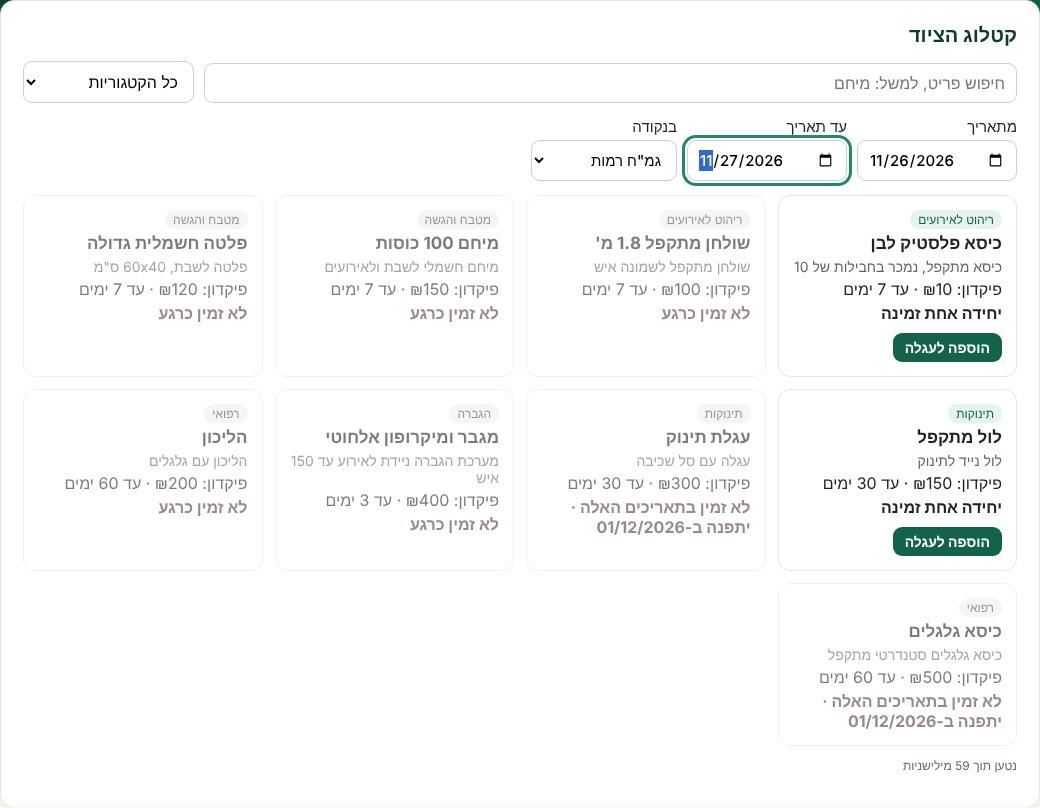 קטלוג הציוד
חיפוש פריט, למשל: מיחם
כל הקטגוריות
מתאריך
עד תאריך
בנקודה
11/26/2026
11/27/2026
גמ"ח רמות
ריהוט לאירועים
כיסא פלסטיק לבן
כיסא מתקפל, נמכר בחבילות של 10
פיקדון: ₪10 · עד 7 ימים
יחידה אחת זמינה
הוספה לעגלה
ריהוט לאירועים
שולחן מתקפל 1.8 מ'
שולחן מתקפל לשמונה איש
פיקדון: ₪100 · עד 7 ימים
לא זמין כרגע
מטבח והגשה
מיחם 100 כוסות
מיחם חשמלי לשבת ולאירועים
פיקדון: ₪150 · עד 7 ימים
לא זמין כרגע
מטבח והגשה
פלטה חשמלית גדולה
פלטה לשבת, 60x40 ס"מ
פיקדון: ₪120 · עד 7 ימים
לא זמין כרגע
תינוקות
לול מתקפל
לול נייד לתינוק
פיקדון: ₪150 · עד 30 ימים
יחידה אחת זמינה
הוספה לעגלה
תינוקות
עגלת תינוק
עגלה עם סל שכיבה
פיקדון: ₪300 · עד 30 ימים
לא זמין בתאריכים האלה ·
יתפנה ב-01/12/2026
הגברה
מגבר ומיקרופון אלחוטי
מערכת הגברה ניידת לאירוע עד 150
איש
פיקדון: ₪400 · עד 3 ימים
לא זמין כרגע
רפואי
הליכון
הליכון עם גלגלים
פיקדון: ₪200 · עד 60 ימים
לא זמין כרגע
רפואי
כיסא גלגלים
כיסא גלגלים סטנדרטי מתקפל
פיקדון: ₪500 · עד 60 ימים
לא זמין בתאריכים האלה ·
יתפנה ב-01/12/2026
נטען תוך 59 מילישניות